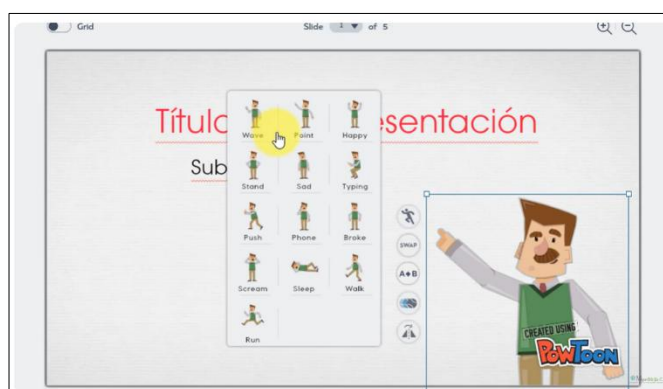 Grid
Slide 1 of 5
Título
esentación
Sub
Wave Point Happy
Stand Sad Typing
Push Phone Broke
Scream Sleep Walk
Run
SWAP
A+B
CREATED USING
POWTOON